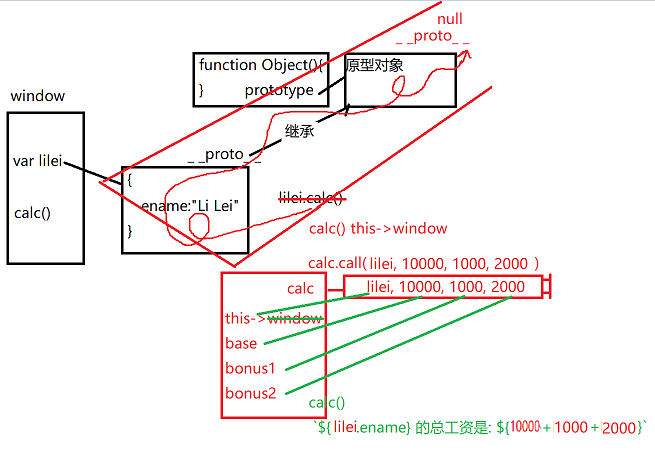 null
_ _proto_ _
function Object(){
原型对象
} prototype
window
继承
var lilei
_ _proto_ _
{
ename:"Li Lei"
lilei.calc()
calc()
}
calc() this->window
calc.call( lilei, 10000, 1000, 2000 )
calc
lilei, 10000, 1000, 2000
this->window
base
bonus1
bonus2
calc()
`${lilei.ename} 的总工资是: ${10000+1000+2000}`